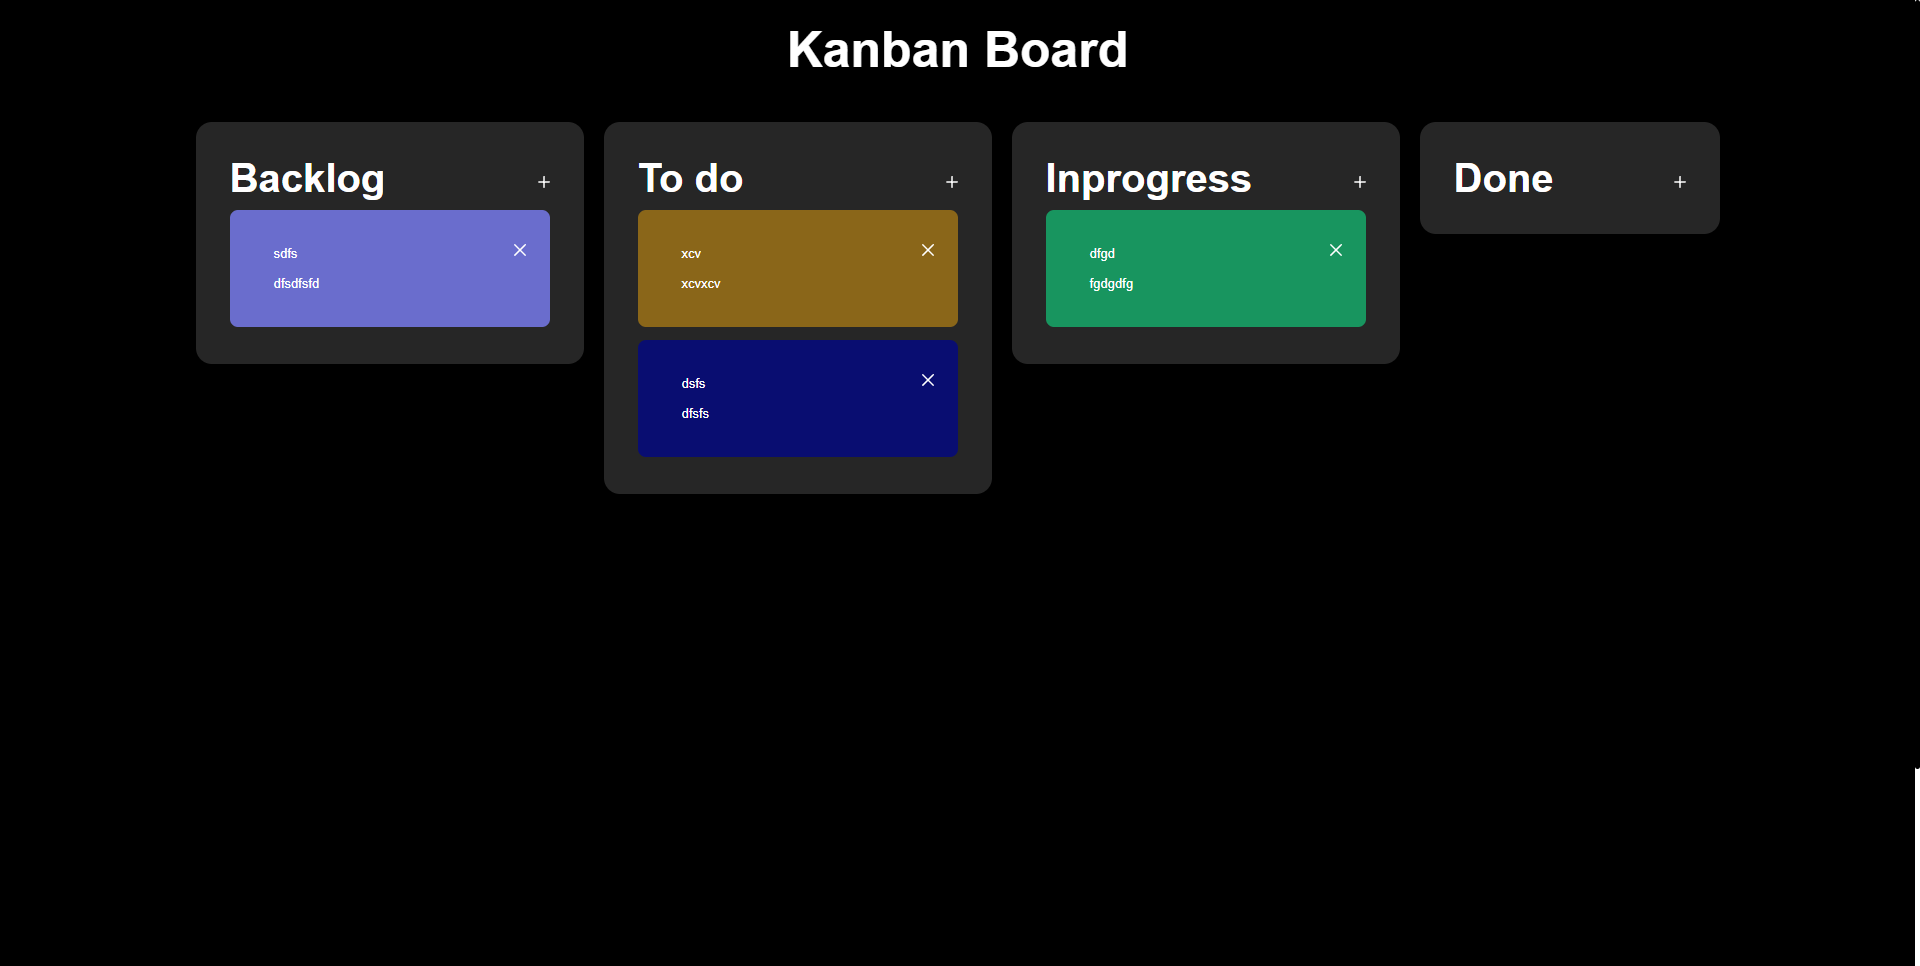 Kanban Board
Backlog
sdfs
dfsdfsfd
To do
xcv
xcvxcv
dsfs
dfsfs
Inprogress
dfgd
fgdgdfg
Done